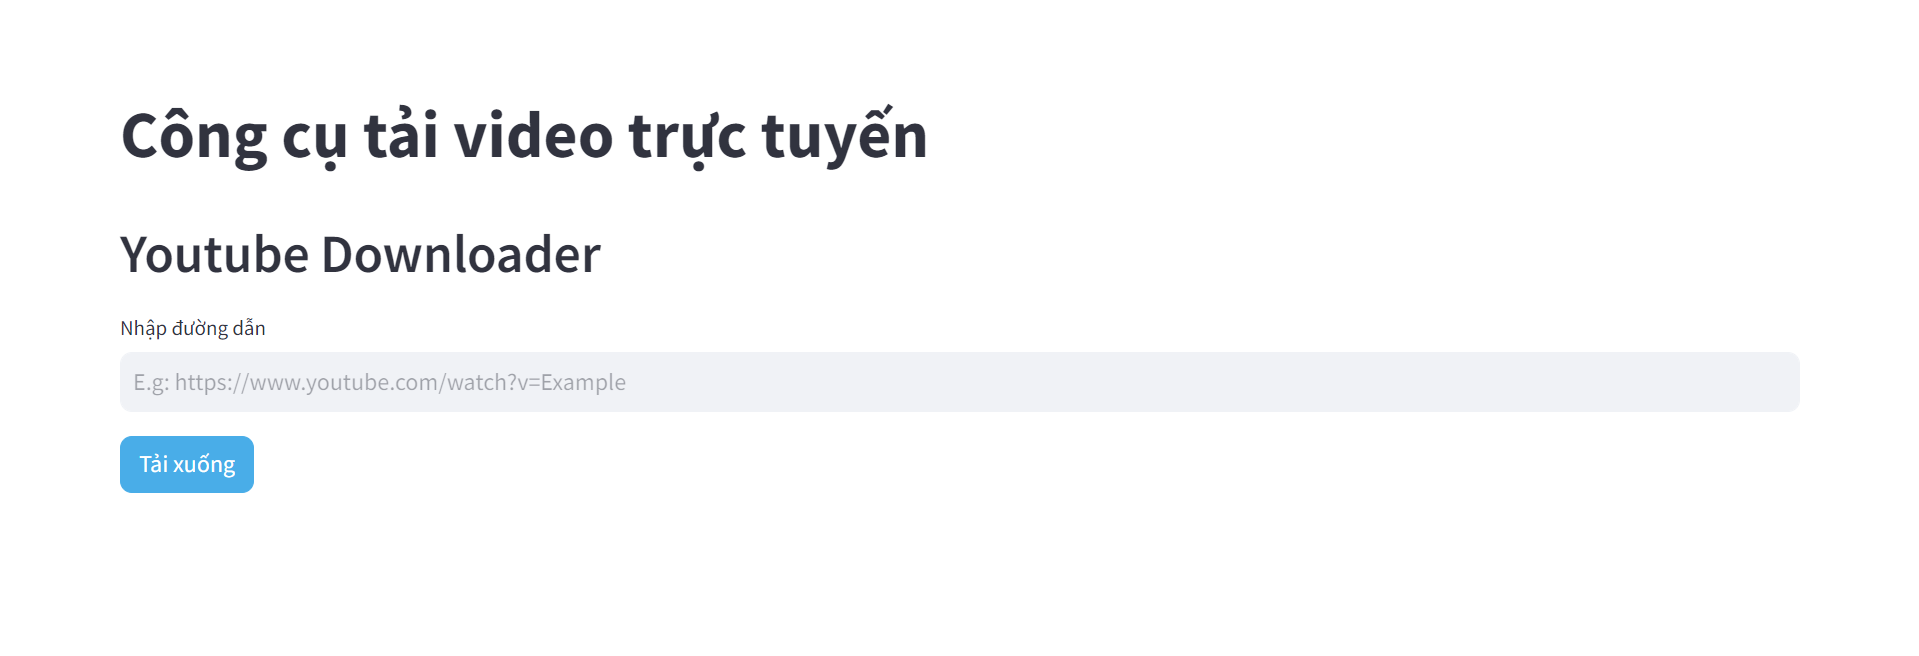 Công cụ tải video trực tuyến
Youtube Downloader
Nhập đường dẫn
E.g: https://www.youtube.com/watch?v=Example
Tải xuống